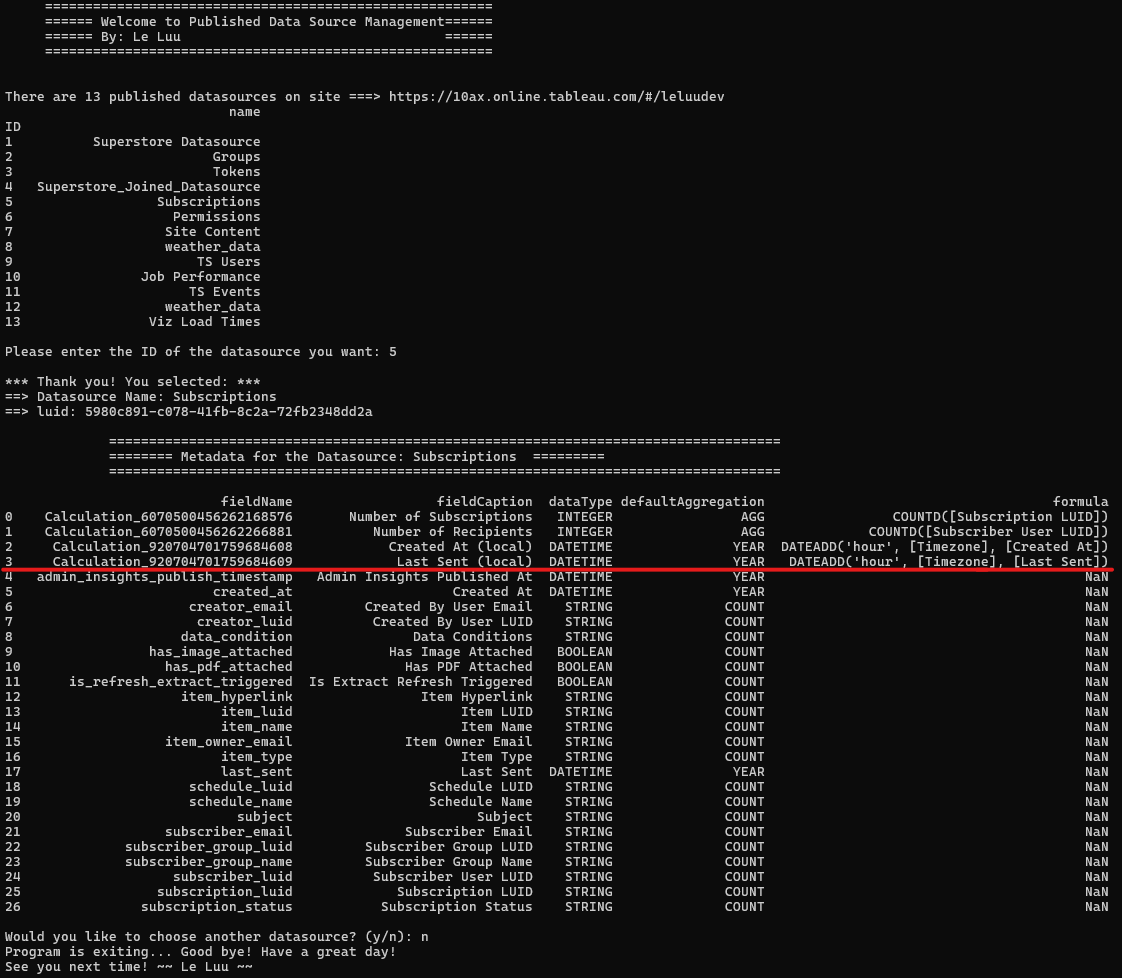 ========================================================
====== Welcome to Published Data Source Management======
====== By: Le Luu                                 ======
========================================================
There are 13 published datasources on site ===> https://10ax.online.tableau.com/#/leluudev
                            name
ID
1          Superstore Datasource
2                         Groups
3                         Tokens
4   Superstore_Joined_Datasource
5                  Subscriptions
6                    Permissions
7                   Site Content
8                   weather_data
9                       TS Users
10               Job Performance
11                     TS Events
12                  weather_data
13                Viz Load Times
Please enter the ID of the datasource you want: 5
*** Thank you! You selected: ***
==> Datasource Name: Subscriptions
==> luid: 5980c891-c078-41fb-8c2a-72fb2348dd2a
====================================================================================
======== Metadata for the Datasource: Subscriptions  =========
====================================================================================
fieldName fieldCaption dataType defaultAggregation formula
0 Calculation_6070500456262168576 Number of Subscriptions INTEGER AGG COUNTD([Subscription LUID])
1 Calculation_6070500456262266881 Number of Recipients INTEGER AGG COUNTD([Subscriber User LUID])
2 Calculation_920704701759684608 Created At (local) DATETIME YEAR DATEADD('hour', [Timezone], [Created At])
3 Calculation_920704701759684609 Last Sent (local) DATETIME YEAR DATEADD('hour', [Timezone], [Last Sent])
4 admin_insights_publish_timestamp Admin Insights Published At DATETIME YEAR NaN
5 created_at Created At DATETIME YEAR NaN
6 creator_email Created By User Email STRING COUNT NaN
7 creator_luid Created By User LUID STRING COUNT NaN
8 data_condition Data Conditions STRING COUNT NaN
9 has_image_attached Has Image Attached BOOLEAN COUNT NaN
10 has_pdf_attached Has PDF Attached BOOLEAN COUNT NaN
11 is_refresh_extract_triggered Is Extract Refresh Triggered BOOLEAN COUNT NaN
12 item_hyperlink Item Hyperlink STRING COUNT NaN
13 item_luid Item LUID STRING COUNT NaN
14 item_name Item Name STRING COUNT NaN
15 item_owner_email Item Owner Email STRING COUNT NaN
16 item_type Item Type STRING COUNT NaN
17 last_sent Last Sent DATETIME YEAR NaN
18 schedule_luid Schedule LUID STRING COUNT NaN
19 schedule_name Schedule Name STRING COUNT NaN
20 subject Subject STRING COUNT NaN
21 subscriber_email Subscriber Email STRING COUNT NaN
22 subscriber_group_luid Subscriber Group LUID STRING COUNT NaN
23 subscriber_group_name Subscriber Group Name STRING COUNT NaN
24 subscriber_luid Subscriber User LUID STRING COUNT NaN
25 subscription_luid Subscription LUID STRING COUNT NaN
26 subscription_status Subscription Status STRING COUNT NaN
Would you like to choose another datasource? (y/n): n
Program is exiting... Good bye! Have a great day!
See you next time! ~~ Le Luu ~~